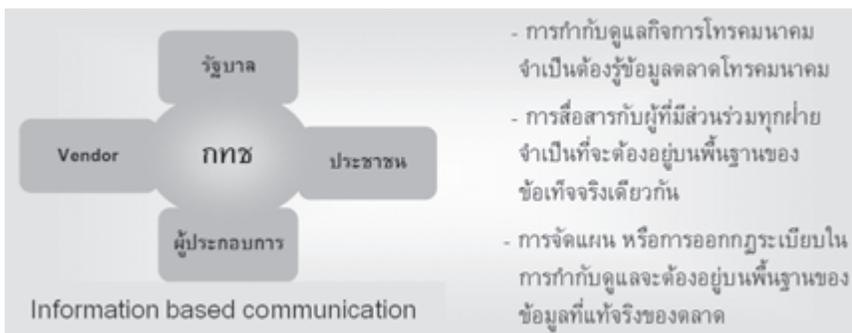 รัฐบาล
Vendor
กทช
ประชาชน
ผู้ประกอบการ
Information based communication
- การกำกับดูแลกิจการโทรคมนาคม
จำเป็นต้องรู้ข้อมูลตลาดโทรคมนาคม
- การสื่อสารกับผู้ที่มีส่วนร่วมทุกฝ่าย
จำเป็นที่จะต้องอยู่บนพื้นฐานของ
ข้อเท็จจริงเดียวกัน
- การจัดแผน หรือการออกกฎระเบียบใน
การกำกับดูแลจะต้องอยู่บนพื้นฐานของ
ข้อมูลที่แท้จริงของตลาด